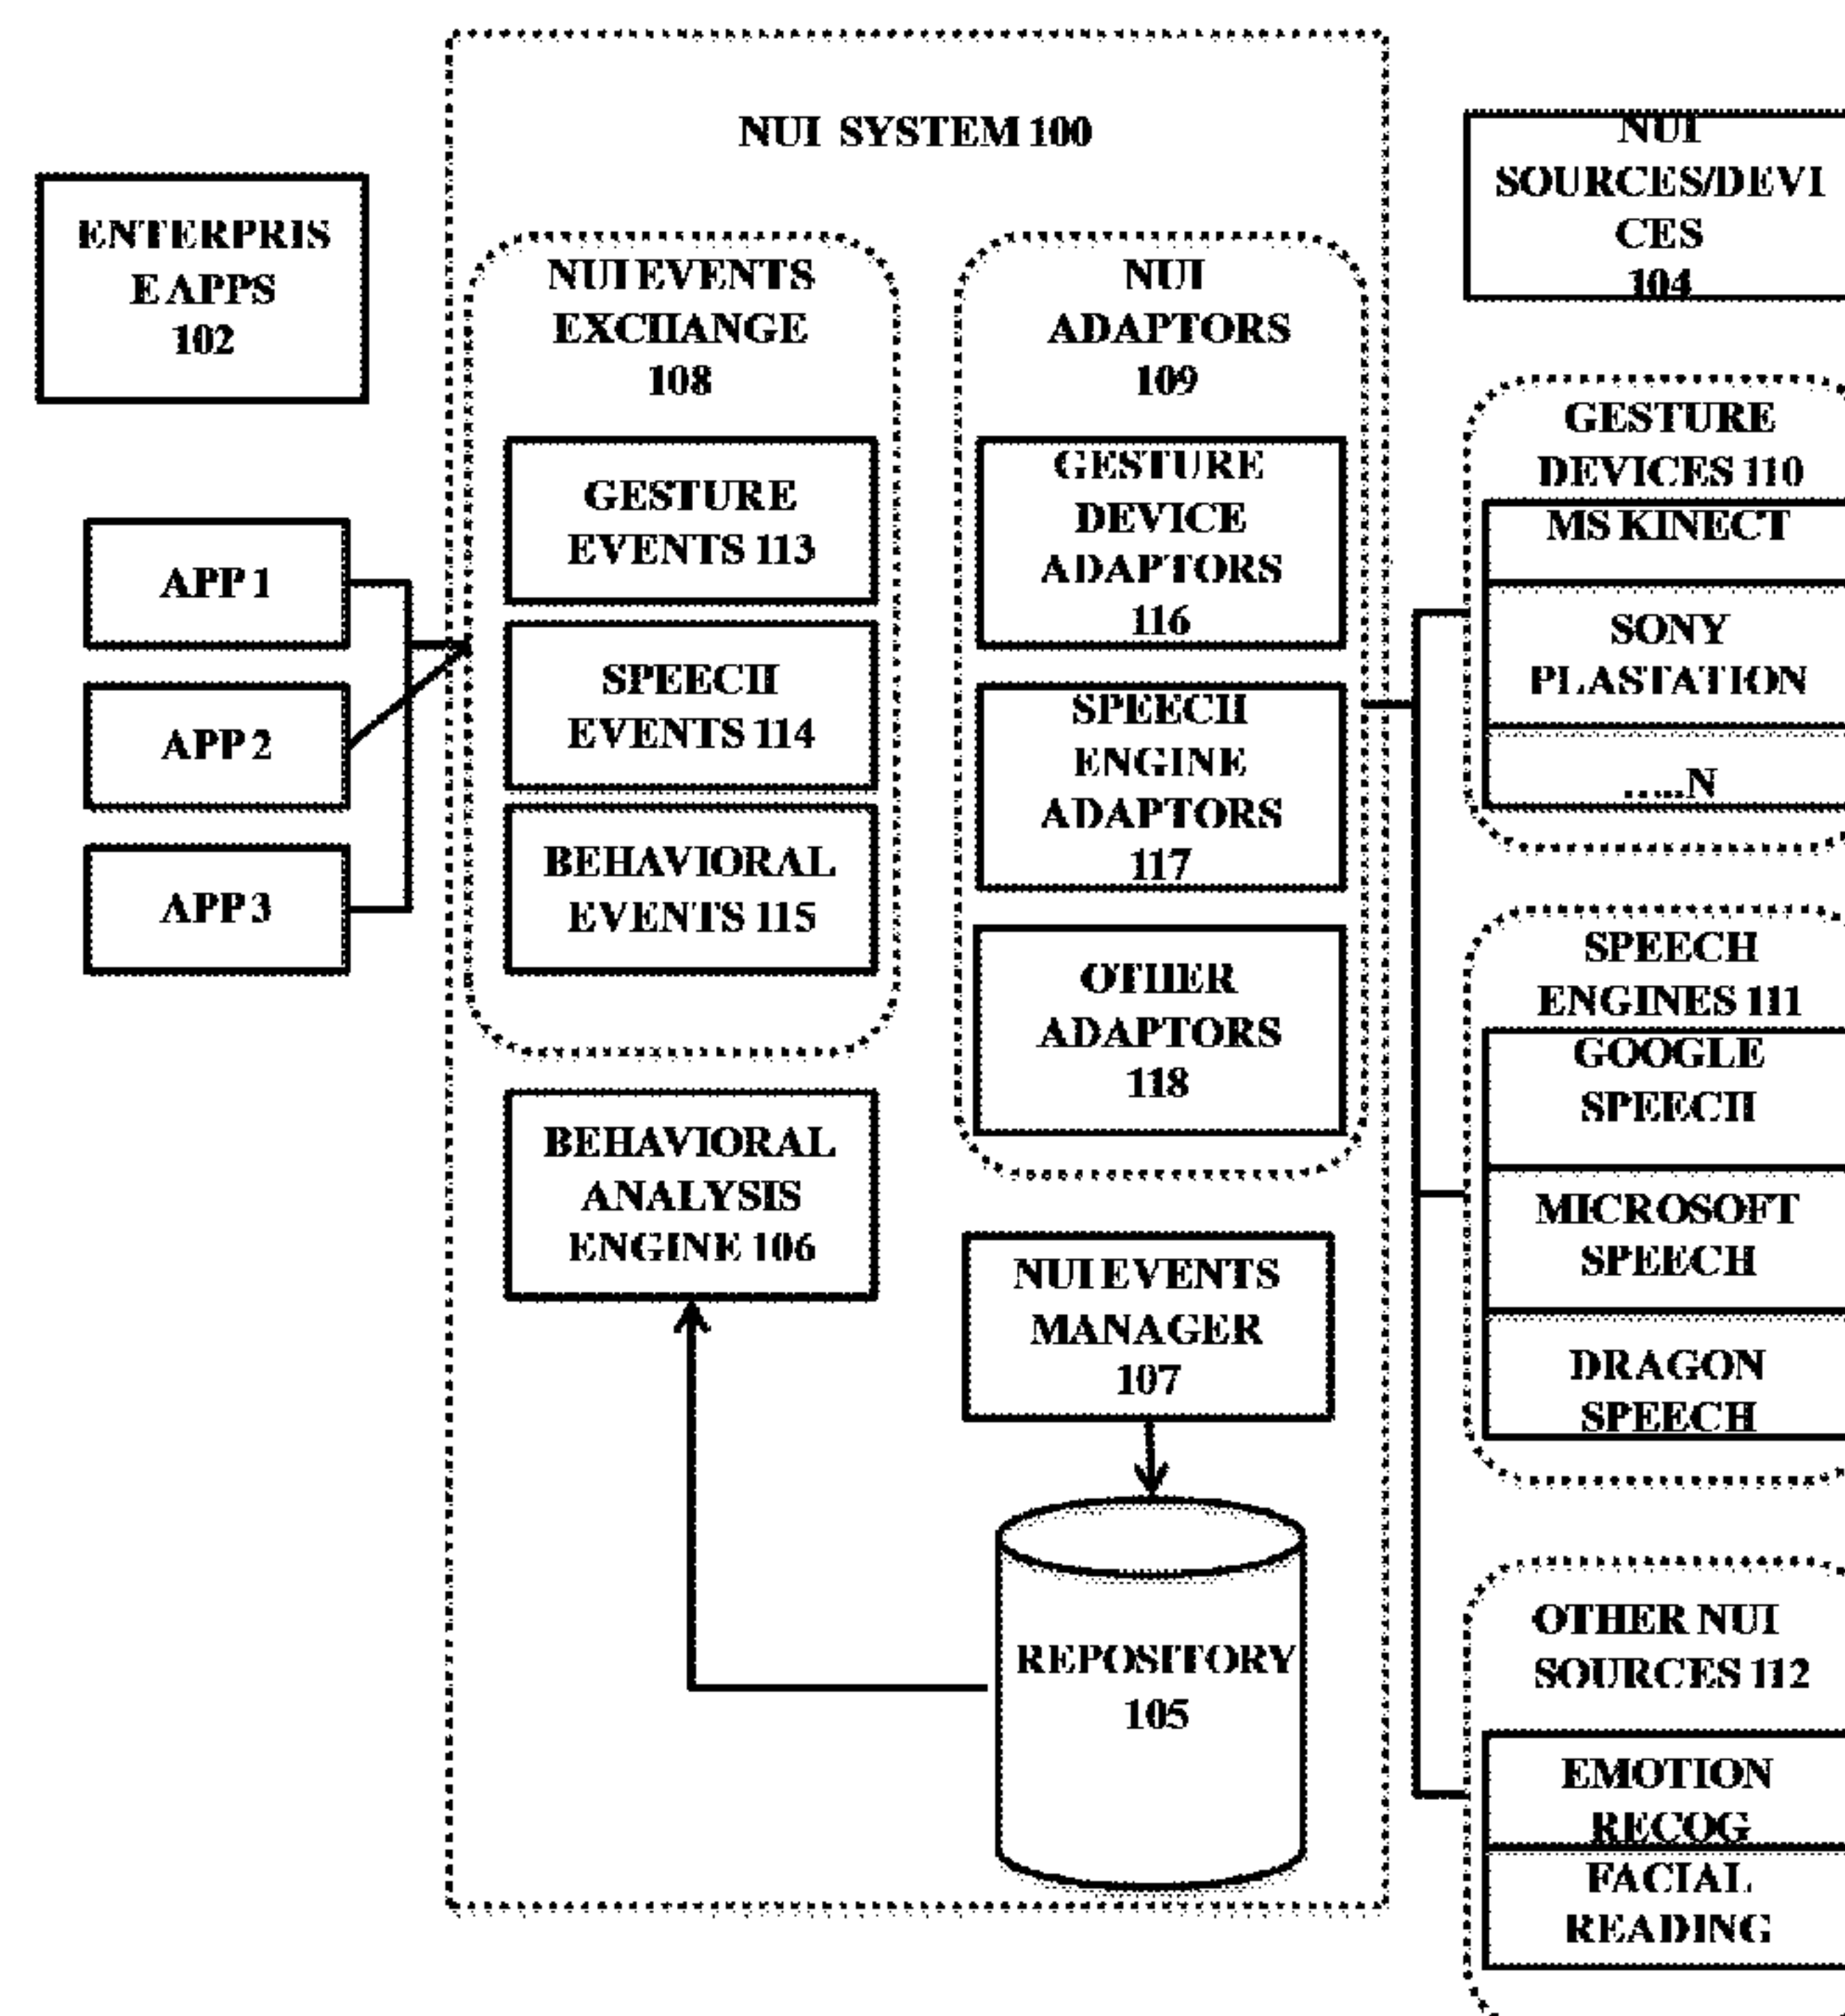 NUI SYSTEM 100
ENTERPRIS
E APPS
102
APP 1
APP 2
APP 3
NUI EVENTS
EXCHANGE
108
GESTURE
EVENTS 113
SPEECH
EVENTS 114
BEHAVIORAL
EVENTS 115
BEHAVIORAL
ANALYSIS
ENGINE 106
NUI
ADAPTORS
109
GESTURE
DEVICE
ADAPTORS
116
SPEECH
ENGINE
ADAPTORS
117
OTHER
ADAPTORS
118
NUI EVENTS
MANAGER
107
REPOSITORY
105
NUI
SOURCES/DEVI
CES
104
GESTURE
DEVICES 110
MS KINECT
SONY
PLASTATION
.....N
SPEECH
ENGINES 111
GOOGLE
SPEECH
MICROSOFT
SPEECH
DRAGON
SPEECH
OTHER NUI
SOURCES 112
EMOTION
RECOG
FACIAL
READING